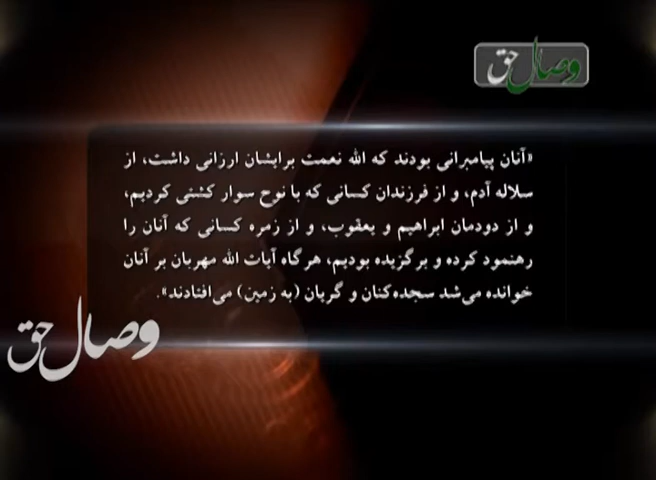 وصال حق
«آنان پیامبرانی بودند که الله نعمت برایشان ارزانی داشت، از
سلاله آدم، و از فرزندان کسانی که با نوح سوار کشتی کردیم،
و از دودمان ابراهیم و یعقوب، و از زمره کسانی که آنان را
رهنمود کرده و برگزیده بودیم، هرگاه آیات الله مهربان بر آنان
خوانده می‌شد سجده‌کنان و گریان (به زمین) می‌افتادند».
وصال حق